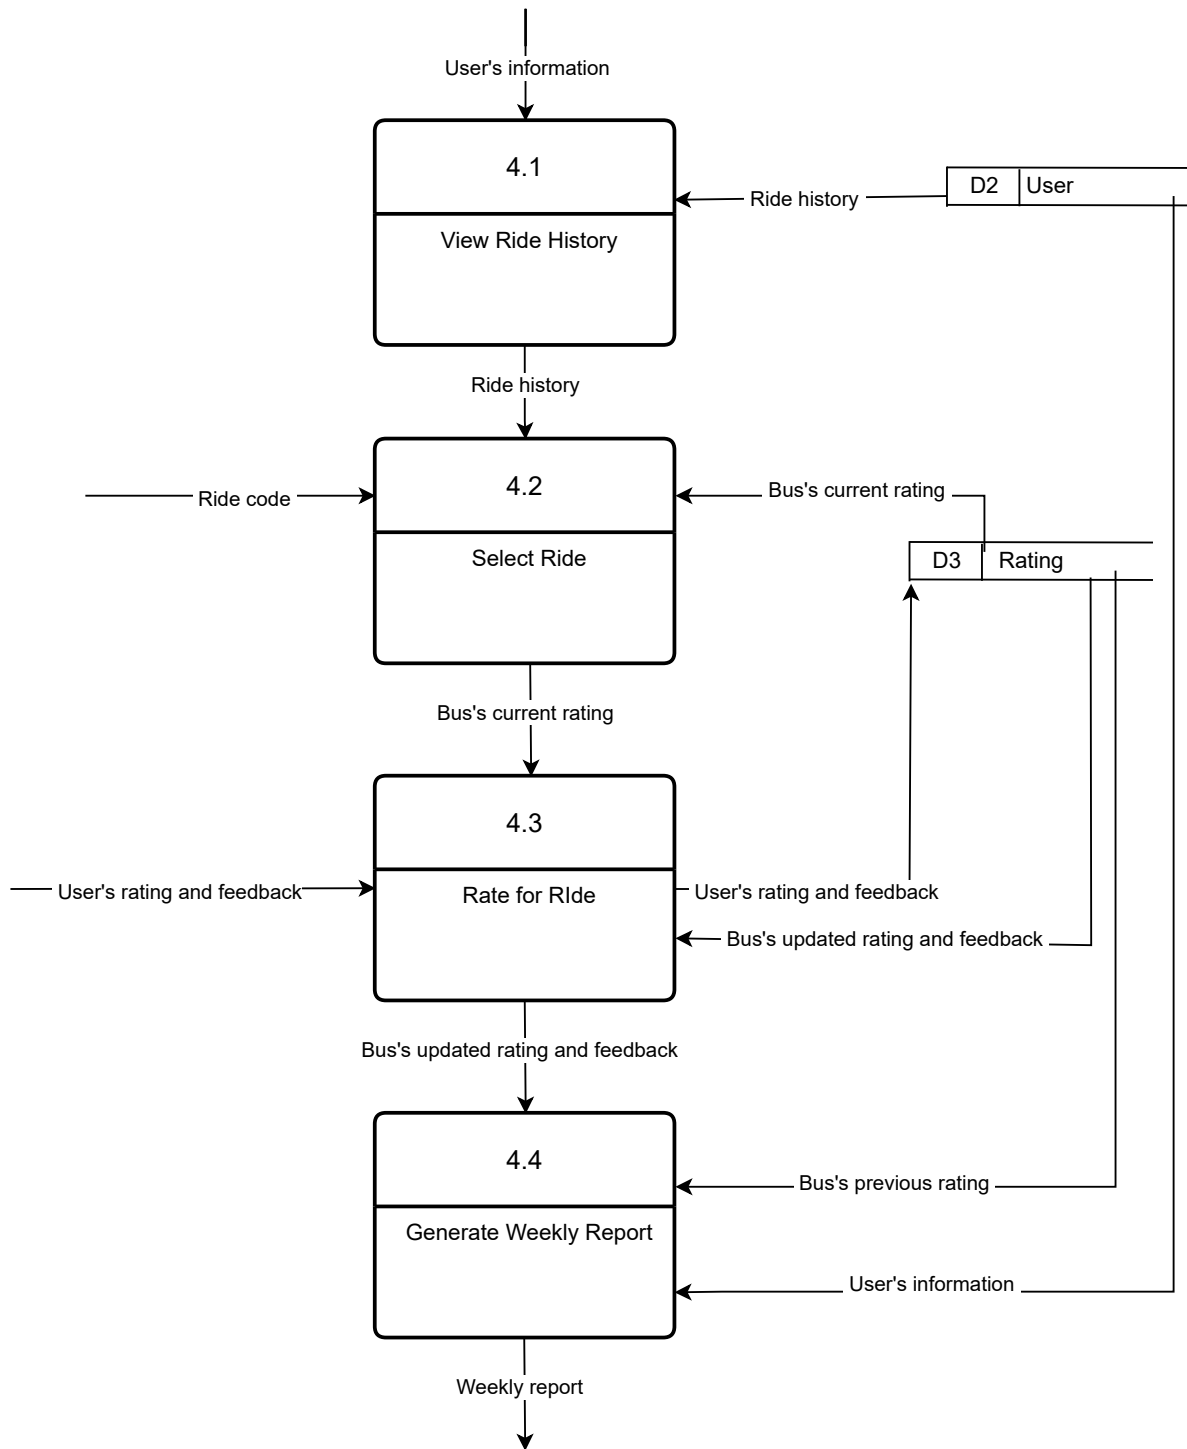 User's information
4.1
D2
User
Ride history
View Ride History
Ride history
4.2
Ride code
Bus's current rating
Select Ride
D3
Rating
Bus's current rating
4.3
User's rating and feedback
Rate for RIde
User's rating and feedback
Bus's updated rating and feedback
Bus's updated rating and feedback
4.4
Bus's previous rating
Generate Weekly Report
User's information
Weekly report